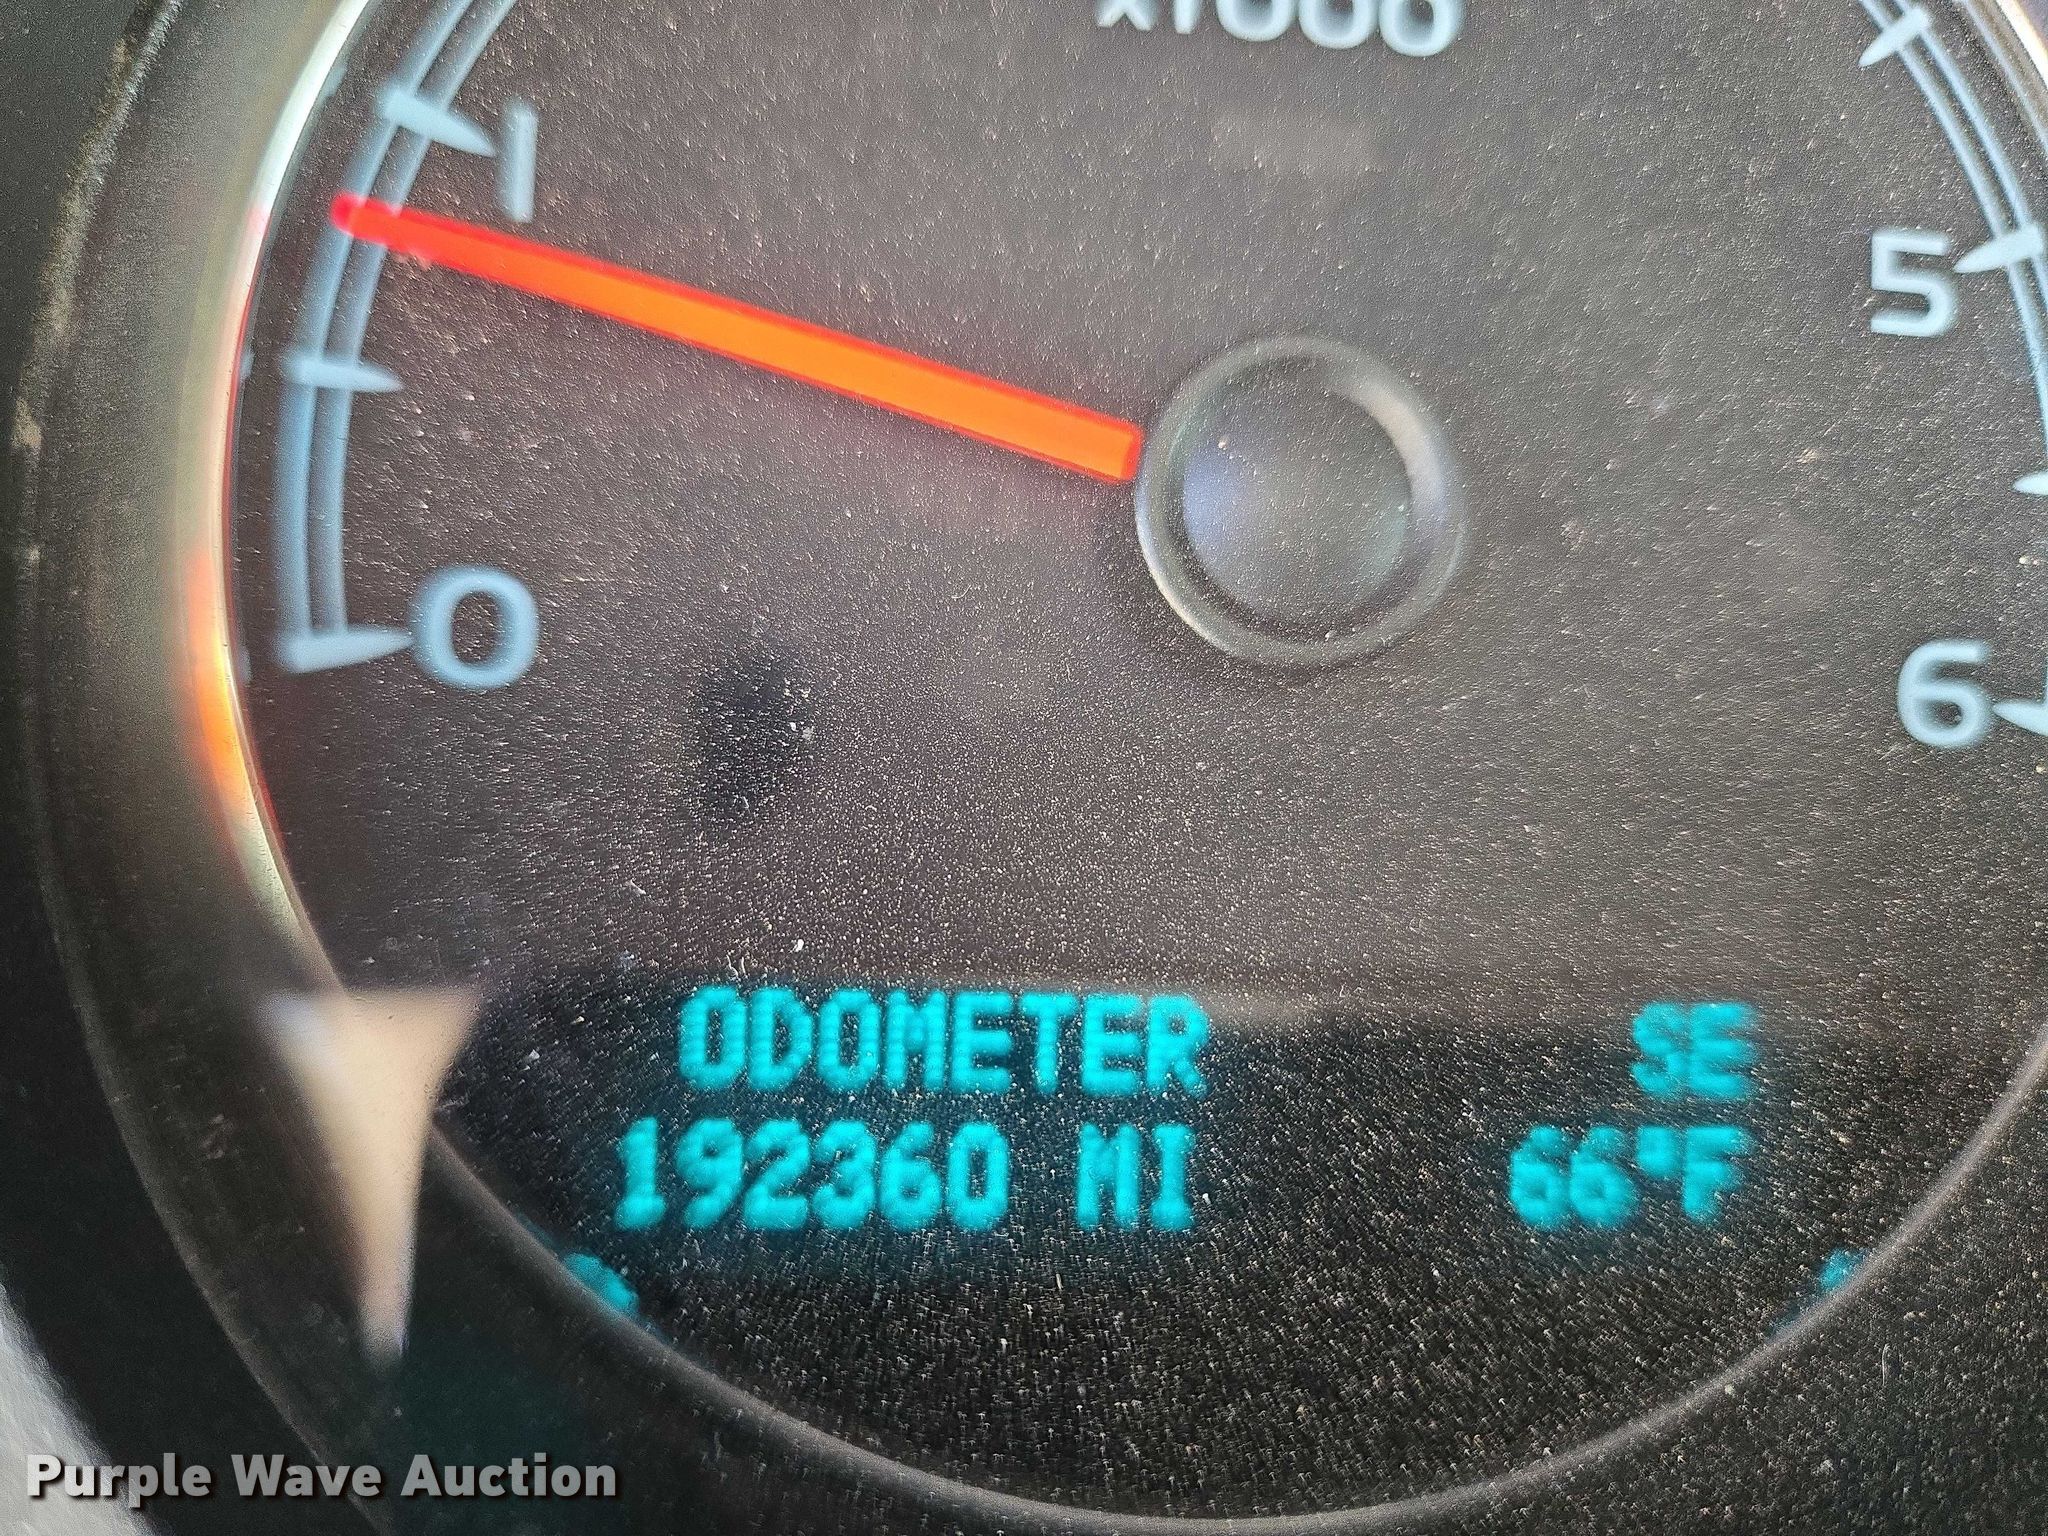 x1000
1
5
0
6
ODOMETER SE
192360 MI 66°F
Purple Wave Auction